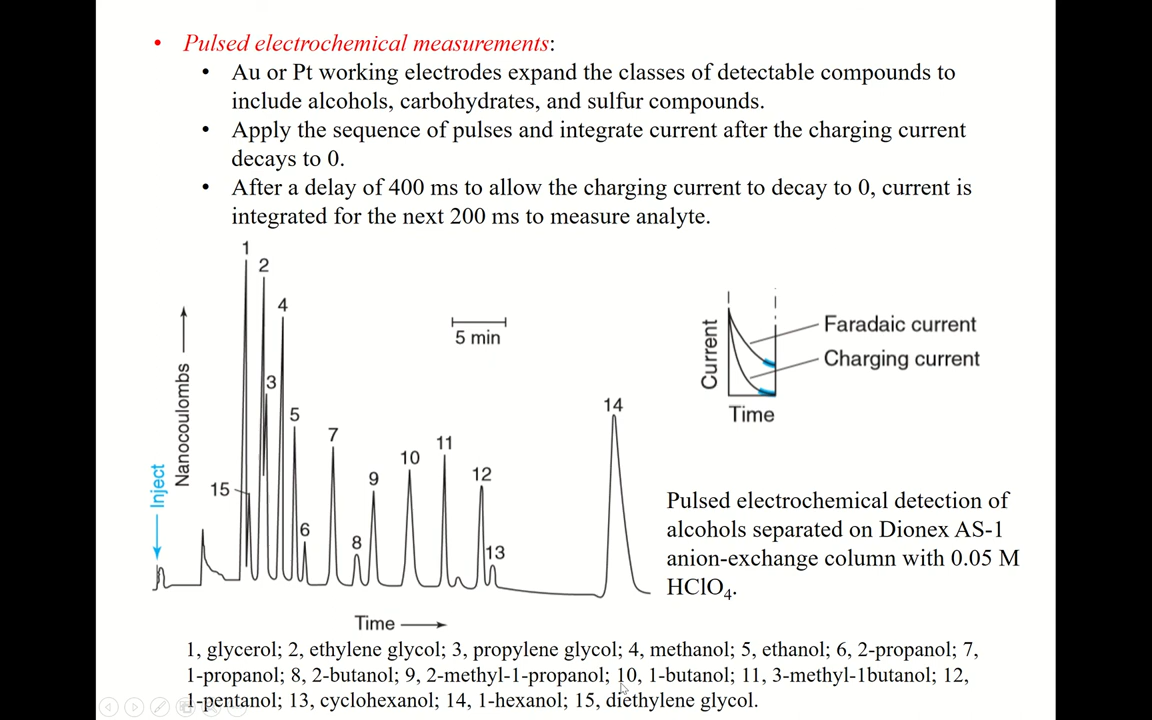 • Pulsed electrochemical measurements:
• Au or Pt working electrodes expand the classes of detectable compounds to
include alcohols, carbohydrates, and sulfur compounds.
• Apply the sequence of pulses and integrate current after the charging current
decays to 0.
• After a delay of 400 ms to allow the charging current to decay to 0, current is
integrated for the next 200 ms to measure analyte.
1
2
4
3
5
7
15
6
8
9
10
11
12
13
14
5 min
Inject
Nanocoulombs
Time
Current
Faradaic current
Charging current
Time
Pulsed electrochemical detection of
alcohols separated on Dionex AS-1
anion-exchange column with 0.05 M
HClO₄.
1, glycerol; 2, ethylene glycol; 3, propylene glycol; 4, methanol; 5, ethanol; 6, 2-propanol; 7,
1-propanol; 8, 2-butanol; 9, 2-methyl-1-propanol; 10, 1-butanol; 11, 3-methyl-1butanol; 12,
1-pentanol; 13, cyclohexanol; 14, 1-hexanol; 15, diethylene glycol.